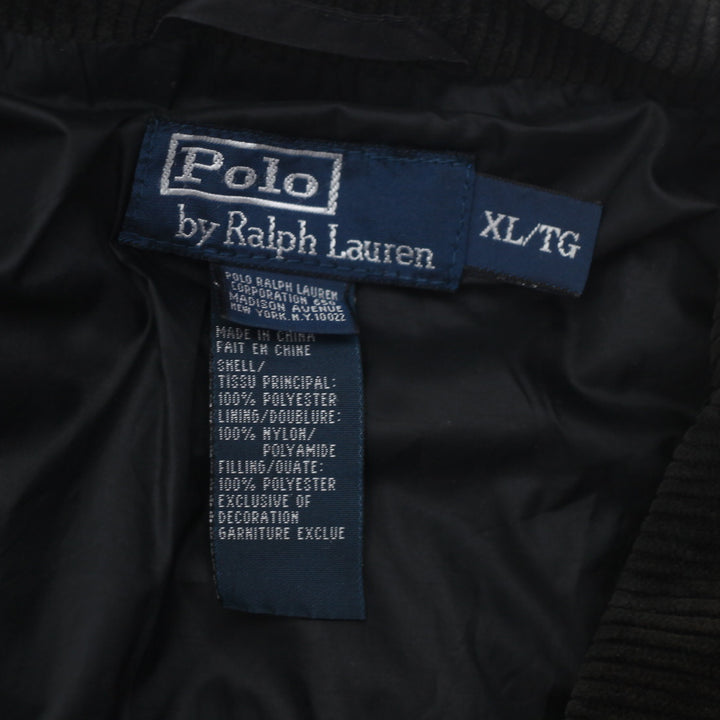 Polo
by Ralph Lauren
XL/TG
POLO RALPH LAUREN
CORPORATION 650
MADISON AVENUE
NEW YORK. N.Y. 10022
MADE IN CHINA
FAIT EN CHINE
SHELL/
TISSU PRINCIPAL:
100% POLYESTER
LINING/DOUBLURE:
100% NYLON/
POLYAMIDE
FILLING/OUATE:
100% POLYESTER
EXCLUSIVE OF
DECORATION
GARNITURE EXCLUE